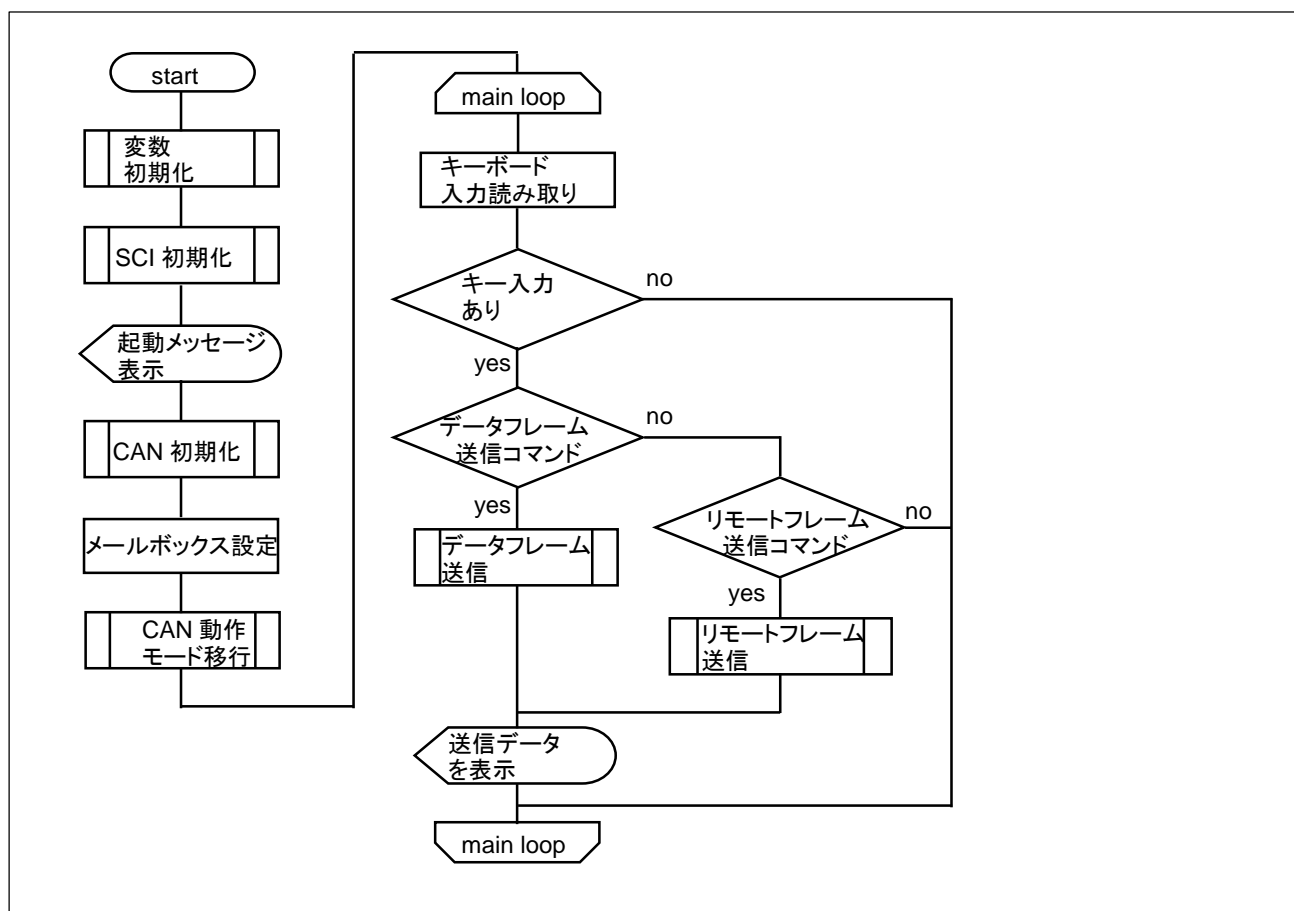 start
変数
初期化
SCI 初期化
起動メッセージ
表示
CAN 初期化
メールボックス設定
CAN 動作
モード移行
main loop
キーボード
入力読み取り
キー入力
あり
no
yes
データフレーム
送信コマンド
no
yes
データフレーム
送信
リモートフレーム
送信コマンド
no
yes
リモートフレーム
送信
送信データ
を表示
main loop